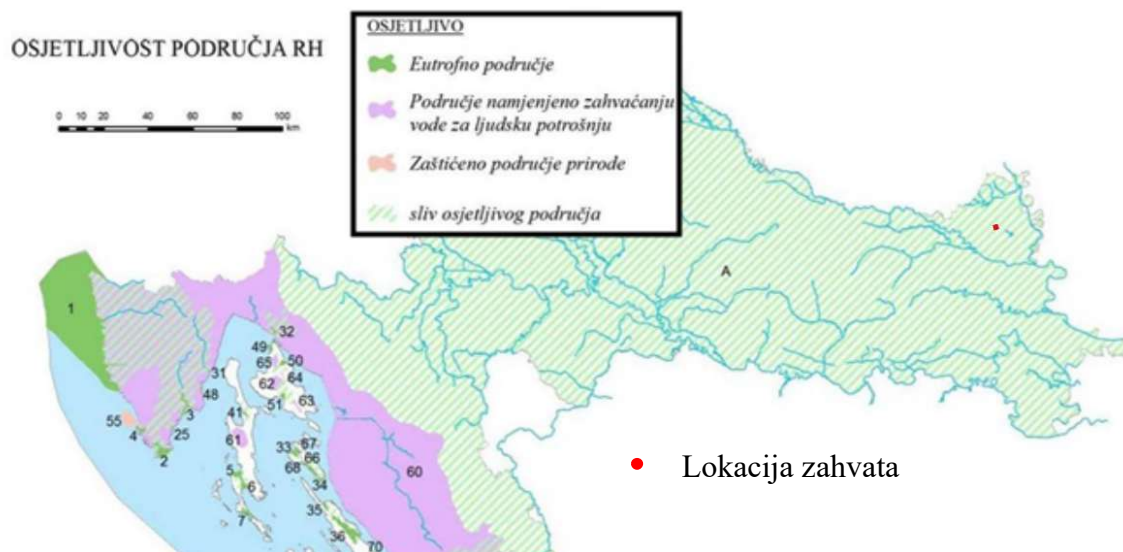 OSJETLJIVOST PODRUČJA RH
0 10 20 40 60 80 100
km
OSJETLJIVO
Eutrofno područje
Područje namjenjeno zahvaćanju
vode za ljudsku potrošnju
Zaštićeno područje prirode
sliv osjetljivog područja
A
1
32
49
50
65
31
62
64
48
51
63
3
41
55
4
25
61
2
33
67
66
60
5
68
6
34
7
35
36
70
Lokacija zahvata